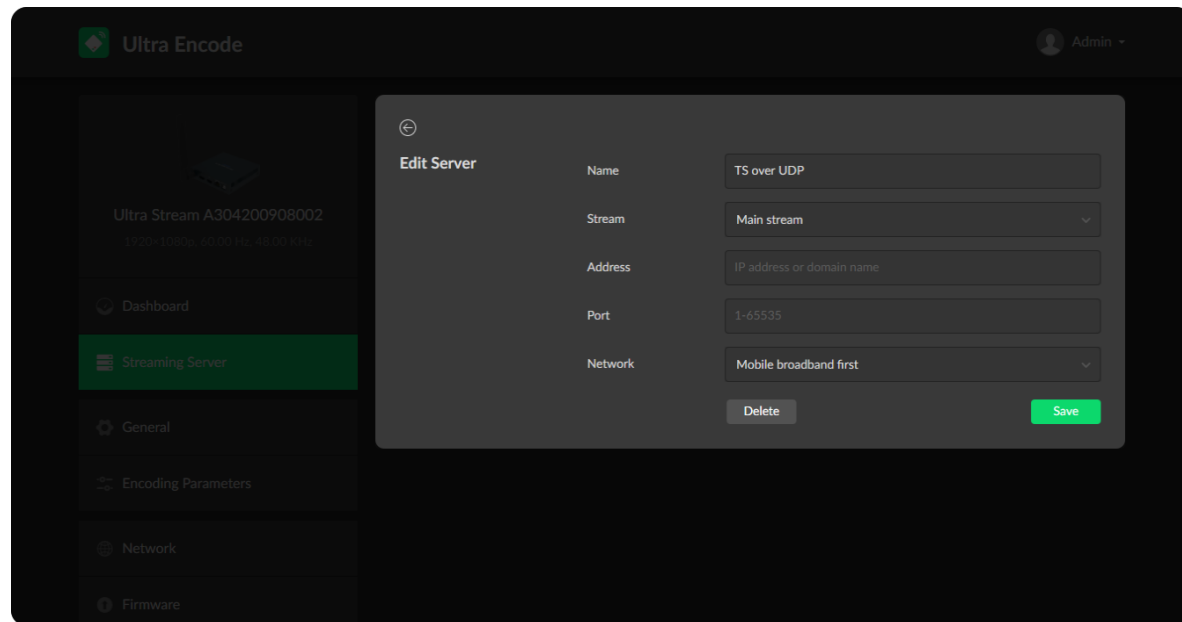 Ultra Encode
Admin
Ultra Stream A304200908002
1920×1080p, 60.00 Hz, 48.00 KHz
Dashboard
Streaming Server
General
Encoding Parameters
Network
Firmware
Edit Server
Name TS over UDP
Stream Main stream
Address IP address or domain name
Port 1-65535
Network Mobile broadband first
Delete Save